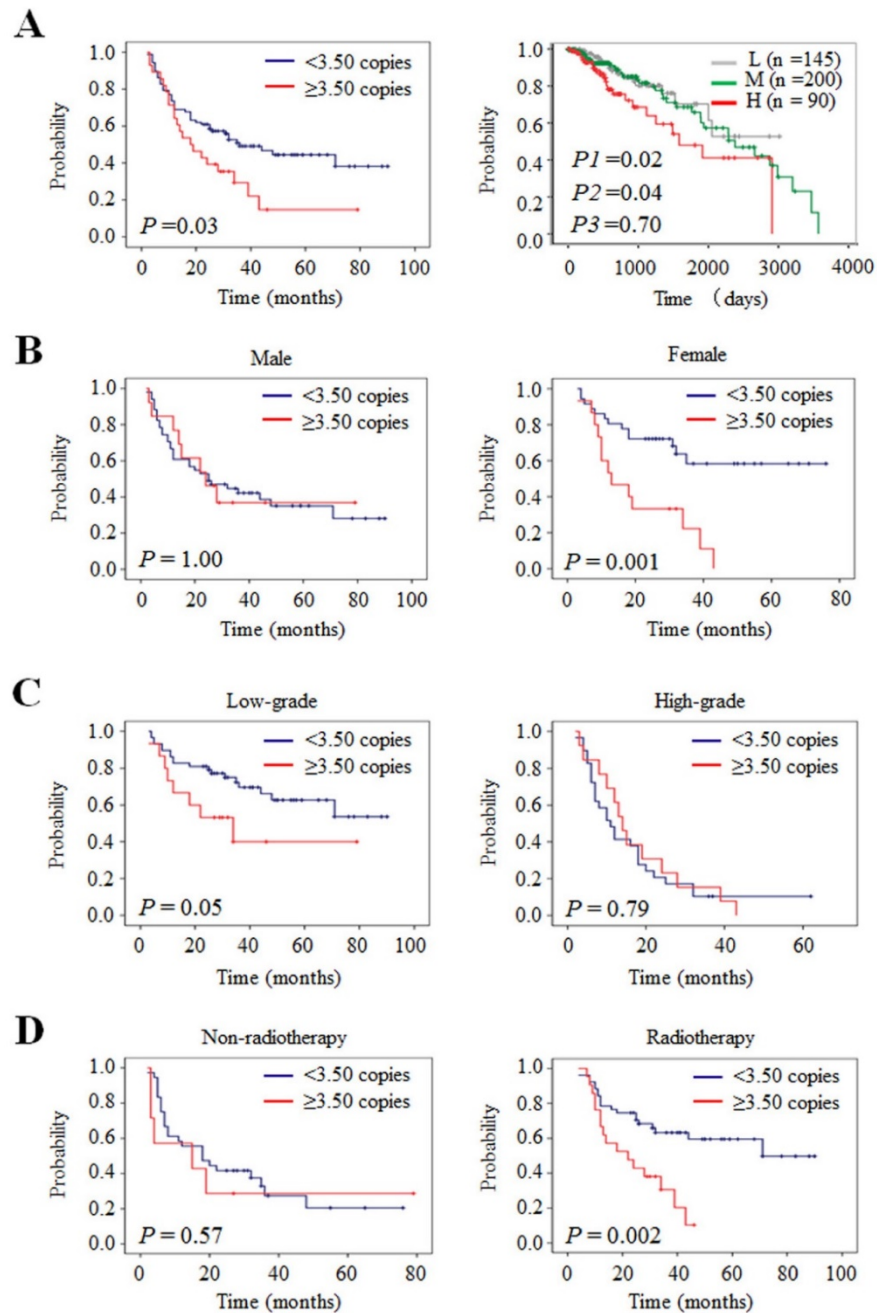 A
1.0
0.8
0.6
0.4
0.2
0.0
Probability
<3.50 copies
≥3.50 copies
P =0.03
0 20 40 60 80 100
Time (months)
1.0
0.8
0.6
0.4
0.2
0.0
Probability
L (n =145)
M (n =200)
H (n = 90)
P1 =0.02
P2 =0.04
P3 =0.70
0 1000 2000 3000 4000
Time (days)
B
Male
1.0
0.8
0.6
0.4
0.2
0.0
Probability
<3.50 copies
≥3.50 copies
P = 1.00
0 20 40 60 80 100
Time (months)
Female
1.0
0.8
0.6
0.4
0.2
0.0
Probability
<3.50 copies
≥3.50 copies
P = 0.001
0 20 40 60 80
Time (months)
C
Low-grade
1.0
0.8
0.6
0.4
0.2
0.0
Probability
<3.50 copies
≥3.50 copies
P = 0.05
0 20 40 60 80 100
Time (months)
High-grade
1.0
0.8
0.6
0.4
0.2
0.0
Probability
<3.50 copies
≥3.50 copies
P = 0.79
0 20 40 60
Time (months)
D
Non-radiotherapy
1.0
0.8
0.6
0.4
0.2
0.0
Probability
<3.50 copies
≥3.50 copies
P = 0.57
0 20 40 60 80
Time (months)
Radiotherapy
1.0
0.8
0.6
0.4
0.2
0.0
Probability
<3.50 copies
≥3.50 copies
P = 0.002
0 20 40 60 80 100
Time (months)